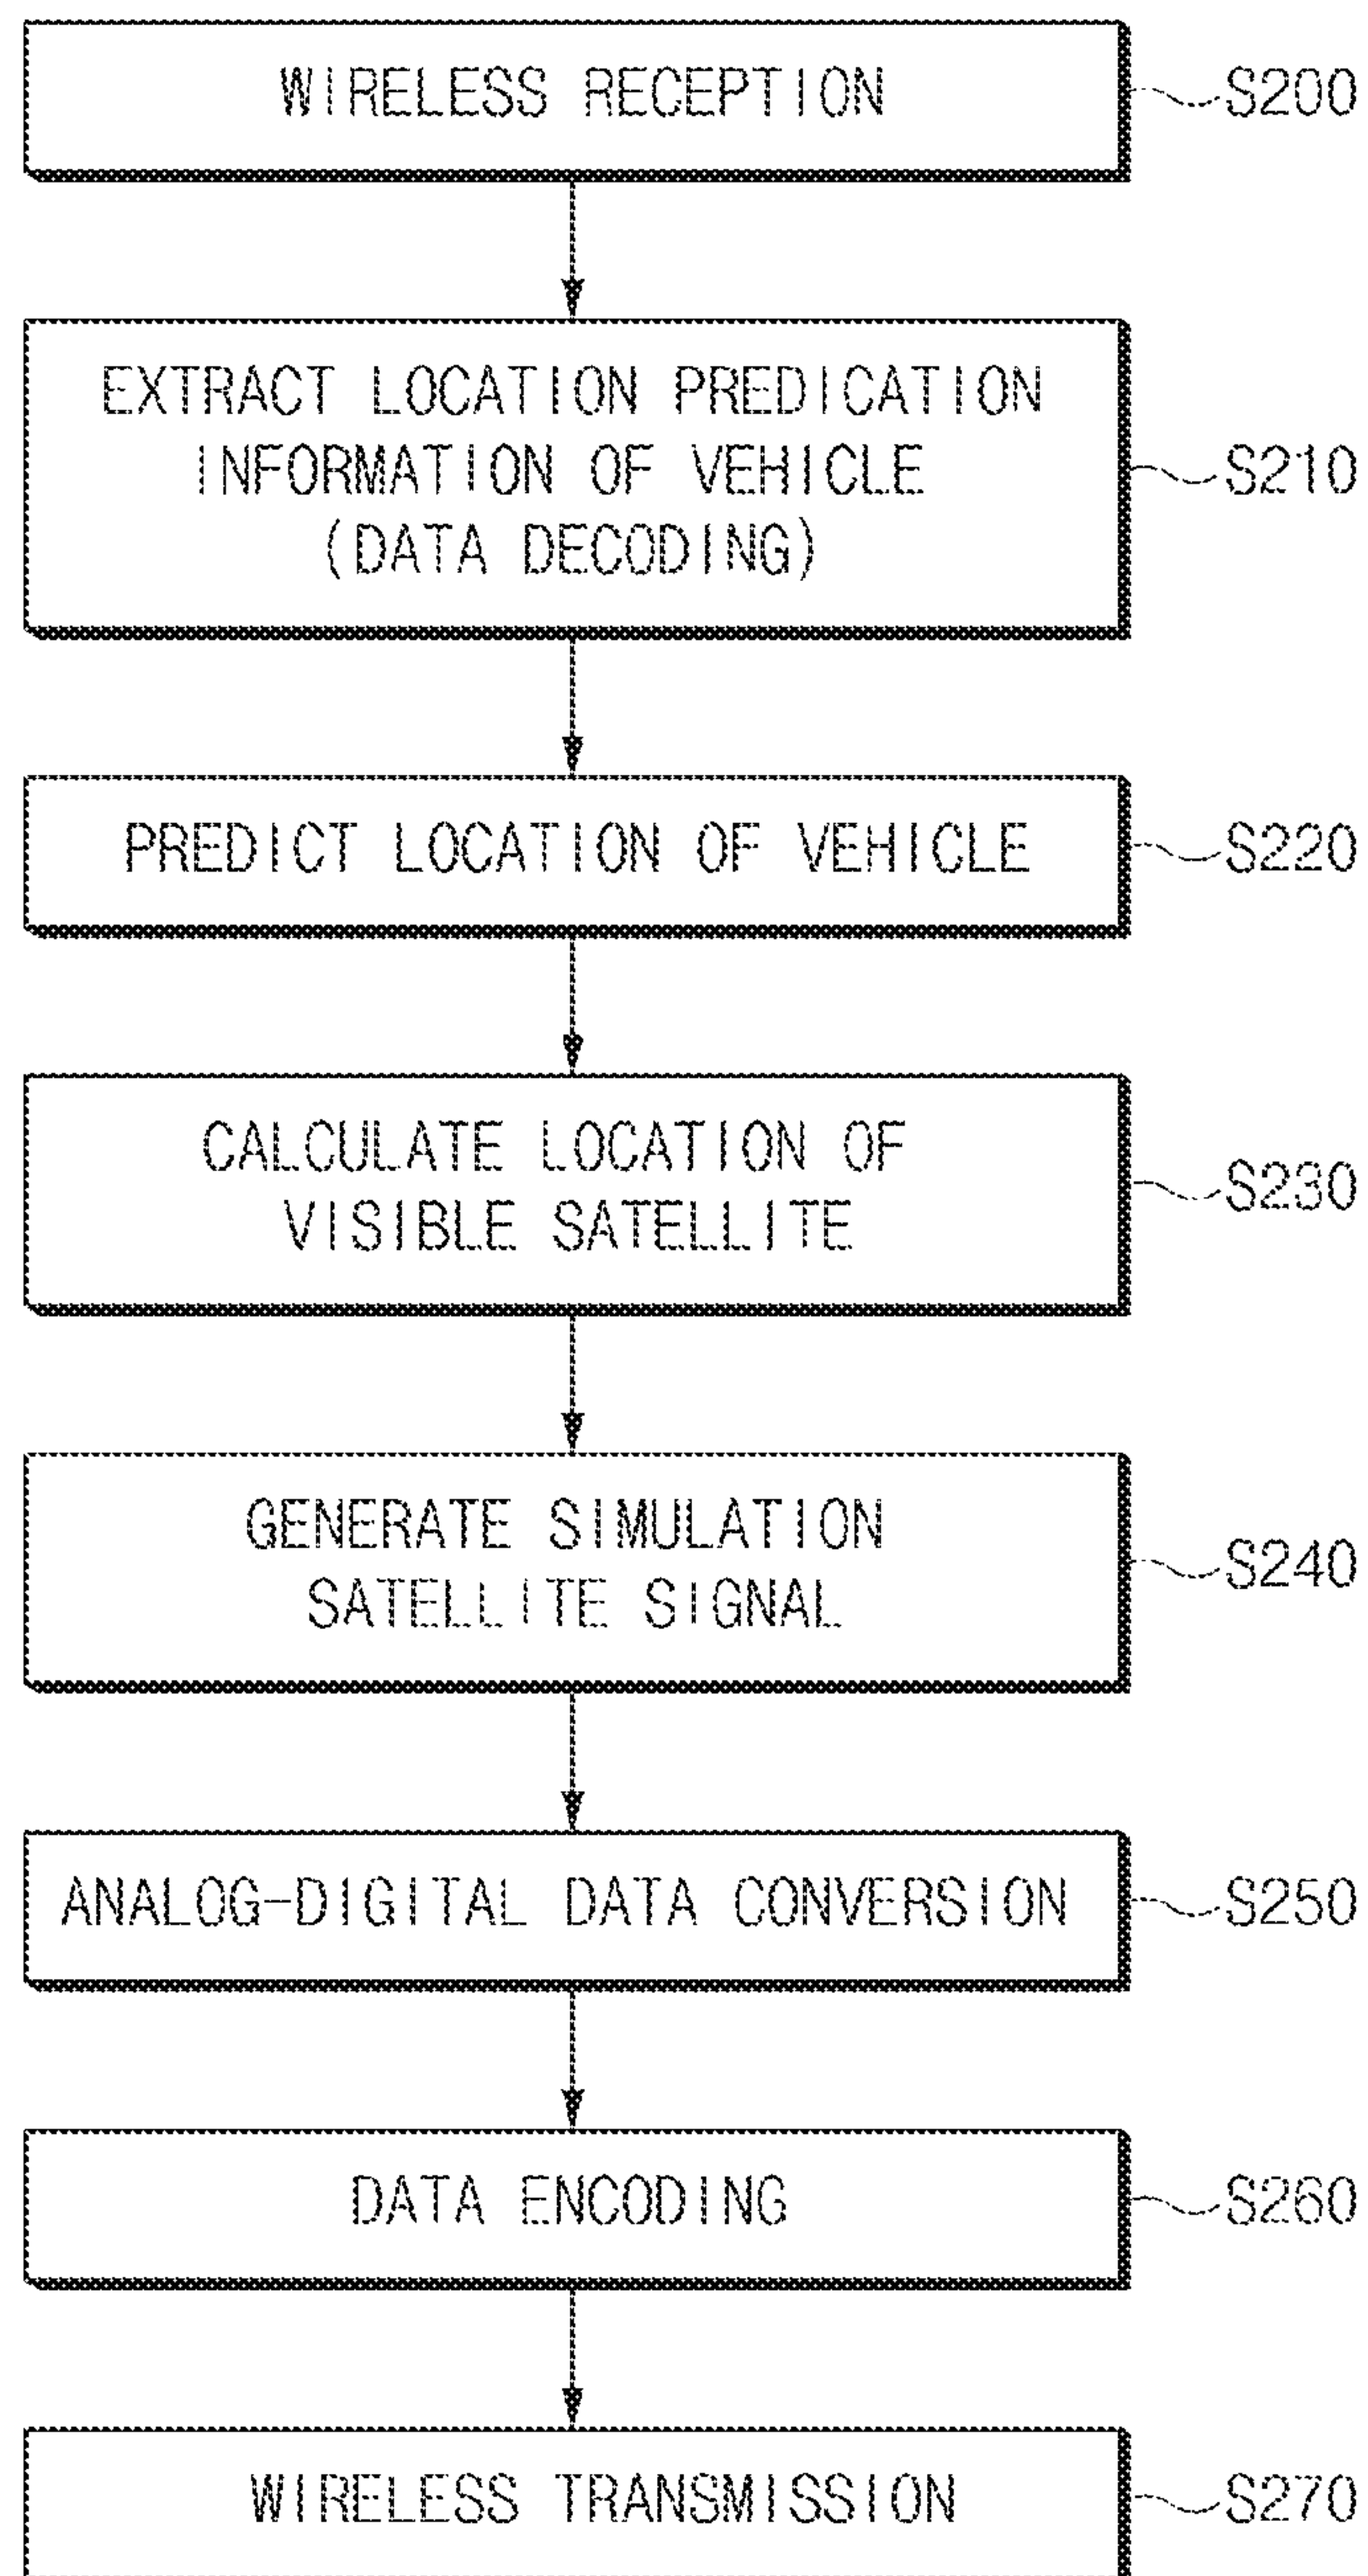 WIRELESS RECEPTION
S200
EXTRACT LOCATION PREDICATION
INFORMATION OF VEHICLE
(DATA DECODING)
S210
PREDICT LOCATION OF VEHICLE
S220
CALCULATE LOCATION OF
VISIBLE SATELLITE
S230
GENERATE SIMULATION
SATELLITE SIGNAL
S240
ANALOG-DIGITAL DATA CONVERSION
S250
DATA ENCODING
S260
WIRELESS TRANSMISSION
S270